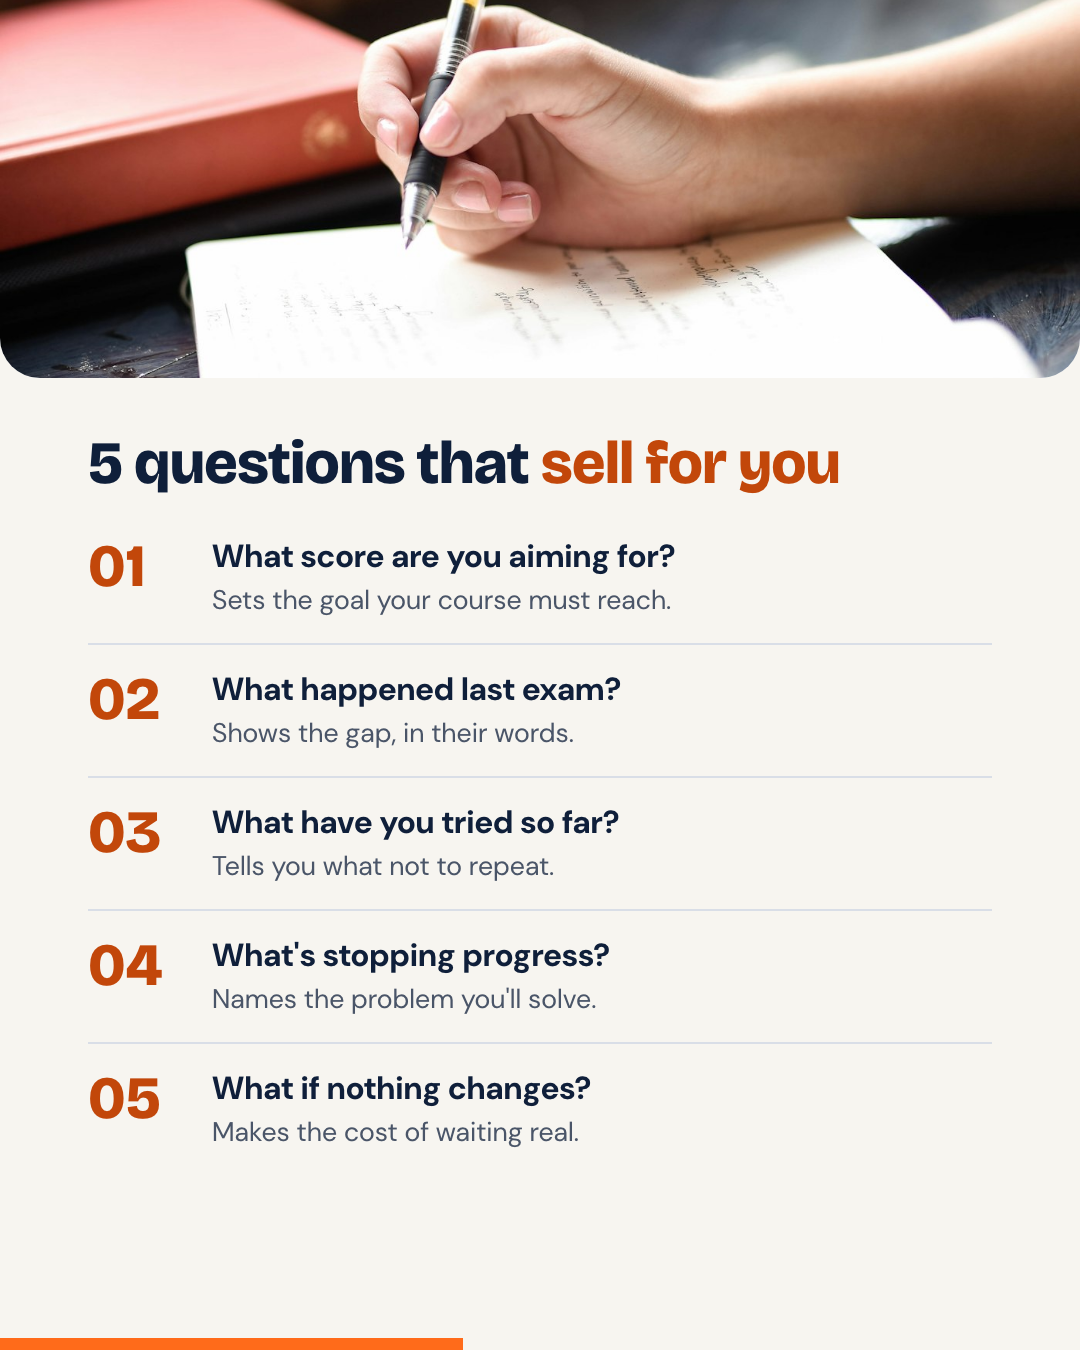 5 questions that sell for you
01
What score are you aiming for?
Sets the goal your course must reach.
02
What happened last exam?
Shows the gap, in their words.
03
What have you tried so far?
Tells you what not to repeat.
04
What's stopping progress?
Names the problem you'll solve.
05
What if nothing changes?
Makes the cost of waiting real.